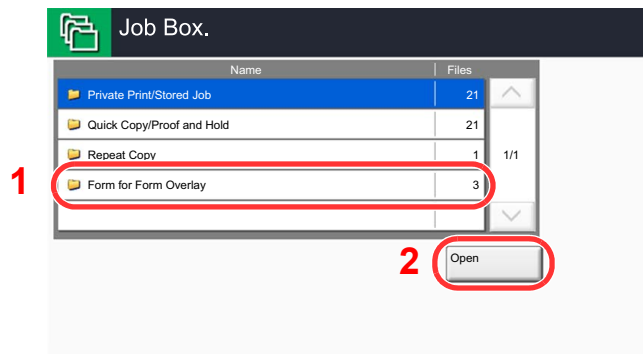 Job Box.
Name Files
Private Print/Stored Job 21
Quick Copy/Proof and Hold 21
Repeat Copy 1 1/1
1 Form for Form Overlay 3
2 Open